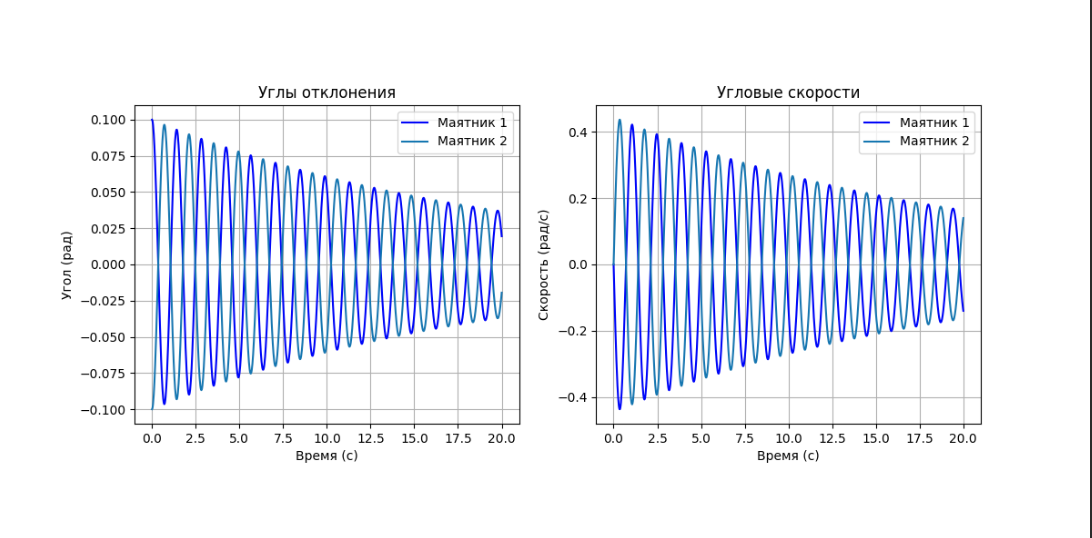 Углы отклонения
Маятник 1
Маятник 2
0.100
0.075
0.050
0.025
0.000
−0.025
−0.050
−0.075
−0.100
Угол (рад)
0.0 2.5 5.0 7.5 10.0 12.5 15.0 17.5 20.0
Время (с)
Угловые скорости
Маятник 1
Маятник 2
0.4
0.2
0.0
−0.2
−0.4
Скорость (рад/с)
0.0 2.5 5.0 7.5 10.0 12.5 15.0 17.5 20.0
Время (с)